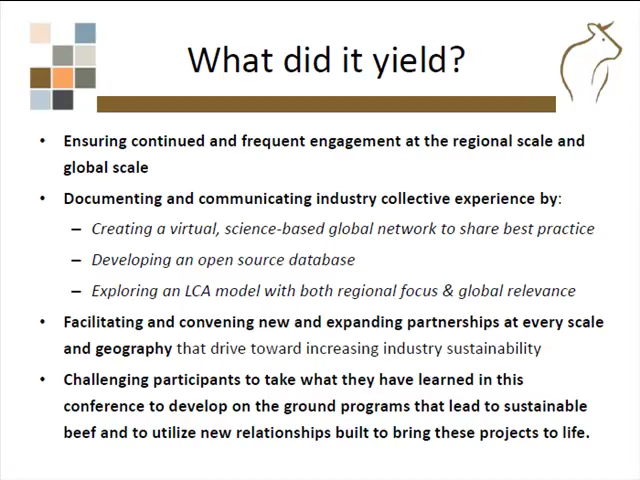 What did it yield?
• Ensuring continued and frequent engagement at the regional scale and
global scale
• Documenting and communicating industry collective experience by:
– Creating a virtual, science-based global network to share best practice
– Developing an open source database
– Exploring an LCA model with both regional focus & global relevance
• Facilitating and convening new and expanding partnerships at every scale
and geography that drive toward increasing industry sustainability
• Challenging participants to take what they have learned in this
conference to develop on the ground programs that lead to sustainable
beef and to utilize new relationships built to bring these projects to life.